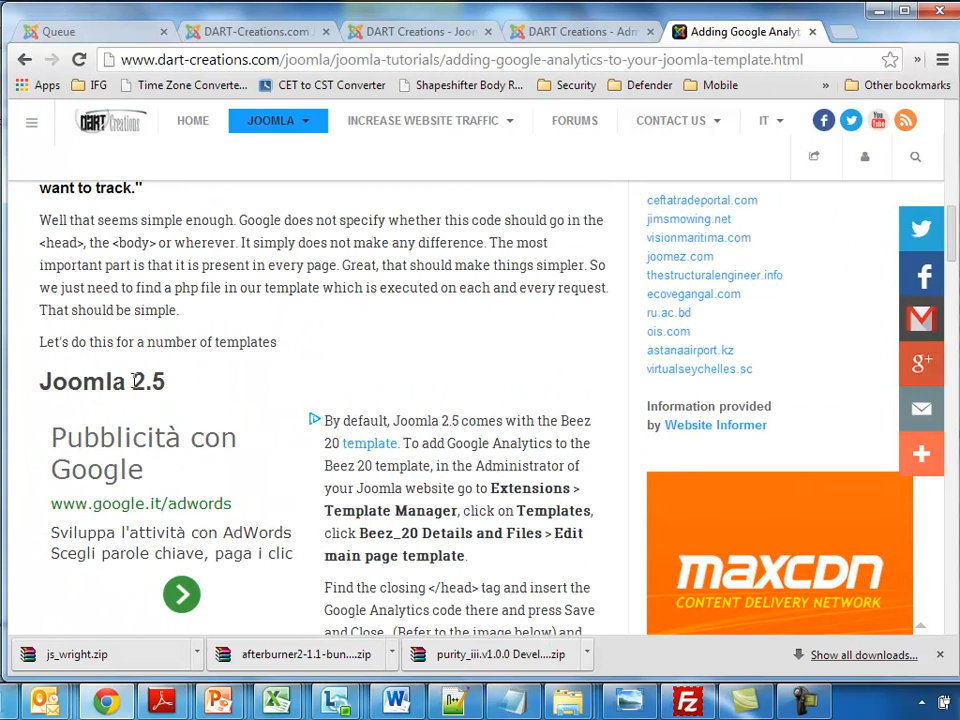 Queue
DART-Creations.com
DART Creations - Joon
DART Creations - Adm
Adding Google Analyt
www.dart-creations.com/joomla/joomla-tutorials/adding-google-analytics-to-your-joomla-template.html
Apps
IFG
Time Zone Converte...
CET to CST Converter
Shapeshifter Body R...
Security
Defender
Mobile
»
Other bookmarks
DART Creations
HOME
JOOMLA
INCREASE WEBSITE TRAFFIC
FORUMS
CONTACT US
IT
want to track."
Well that seems simple enough. Google does not specify whether this code should go in the
<head>, the <body> or wherever. It simply does not make any difference. The most
important part is that it is present in every page. Great, that should make things simpler. So
we just need to find a php file in our template which is executed on each and every request.
That should be simple.
Let's do this for a number of templates
Joomla 2.5
Pubblicità con
Google
www.google.it/adwords
Sviluppa l'attività con AdWords
Scegli parole chiave, paga i clic
By default, Joomla 2.5 comes with the Beez
20 template. To add Google Analytics to the
Beez 20 template, in the Administrator of
your Joomla website go to Extensions >
Template Manager, click on Templates,
click Beez_20 Details and Files > Edit
main page template.
Find the closing </head> tag and insert the
Google Analytics code there and press Save
and Close. (Refer to the image below) and
ceftatradeportal.com
jimsmowing.net
visionmaritima.com
joomez.com
thestructuralengineer.info
ecovegangal.com
ru.ac.bd
ois.com
astanaairport.kz
virtualseychelles.sc
Information provided
by Website Informer
maxcdn
CONTENT DELIVERY NETWORK
js_wright.zip
afterburner2-1.1-bun....zip
purity_iii.v1.0.0 Devel....zip
Show all downloads...